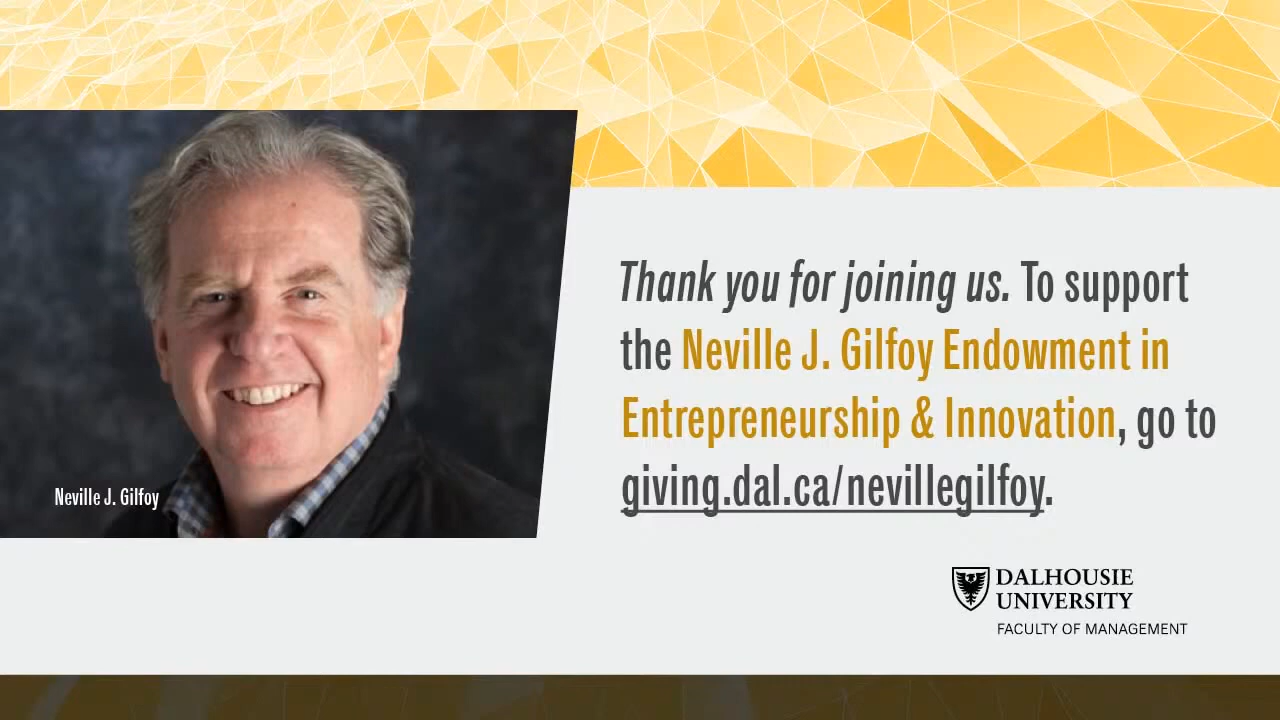 Neville J. Gilfoy
Thank you for joining us. To support
the Neville J. Gilfoy Endowment in
Entrepreneurship & Innovation, go to
giving.dal.ca/nevillegilfoy.
DALHOUSIE
UNIVERSITY
FACULTY OF MANAGEMENT